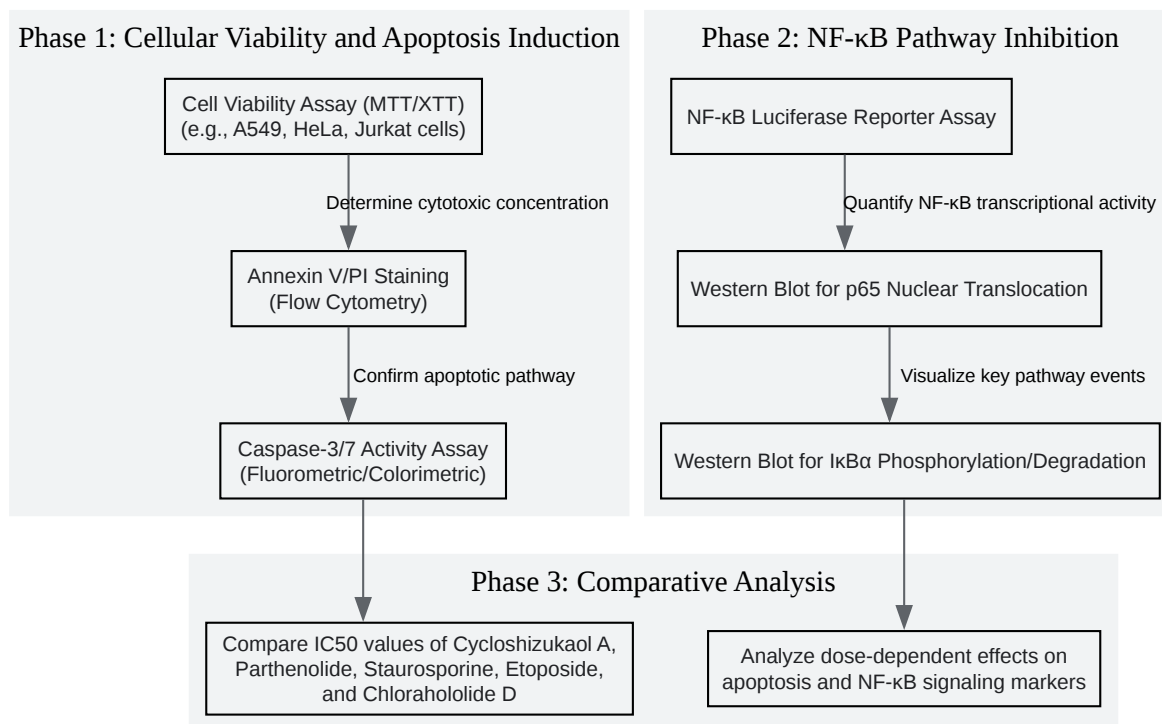 Phase 1: Cellular Viability and Apoptosis Induction
Cell Viability Assay (MTT/XTT)
(e.g., A549, HeLa, Jurkat cells)
Determine cytotoxic concentration
Annexin V/PI Staining
(Flow Cytometry)
Confirm apoptotic pathway
Caspase-3/7 Activity Assay
(Fluorometric/Colorimetric)
Phase 2: NF-κB Pathway Inhibition
NF-κB Luciferase Reporter Assay
Quantify NF-κB transcriptional activity
Western Blot for p65 Nuclear Translocation
Visualize key pathway events
Western Blot for IκBα Phosphorylation/Degradation
Phase 3: Comparative Analysis
Compare IC50 values of Cycloshizukaol A,
Parthenolide, Staurosporine, Etoposide,
and Chlorahololide D
Analyze dose-dependent effects on
apoptosis and NF-κB signaling markers